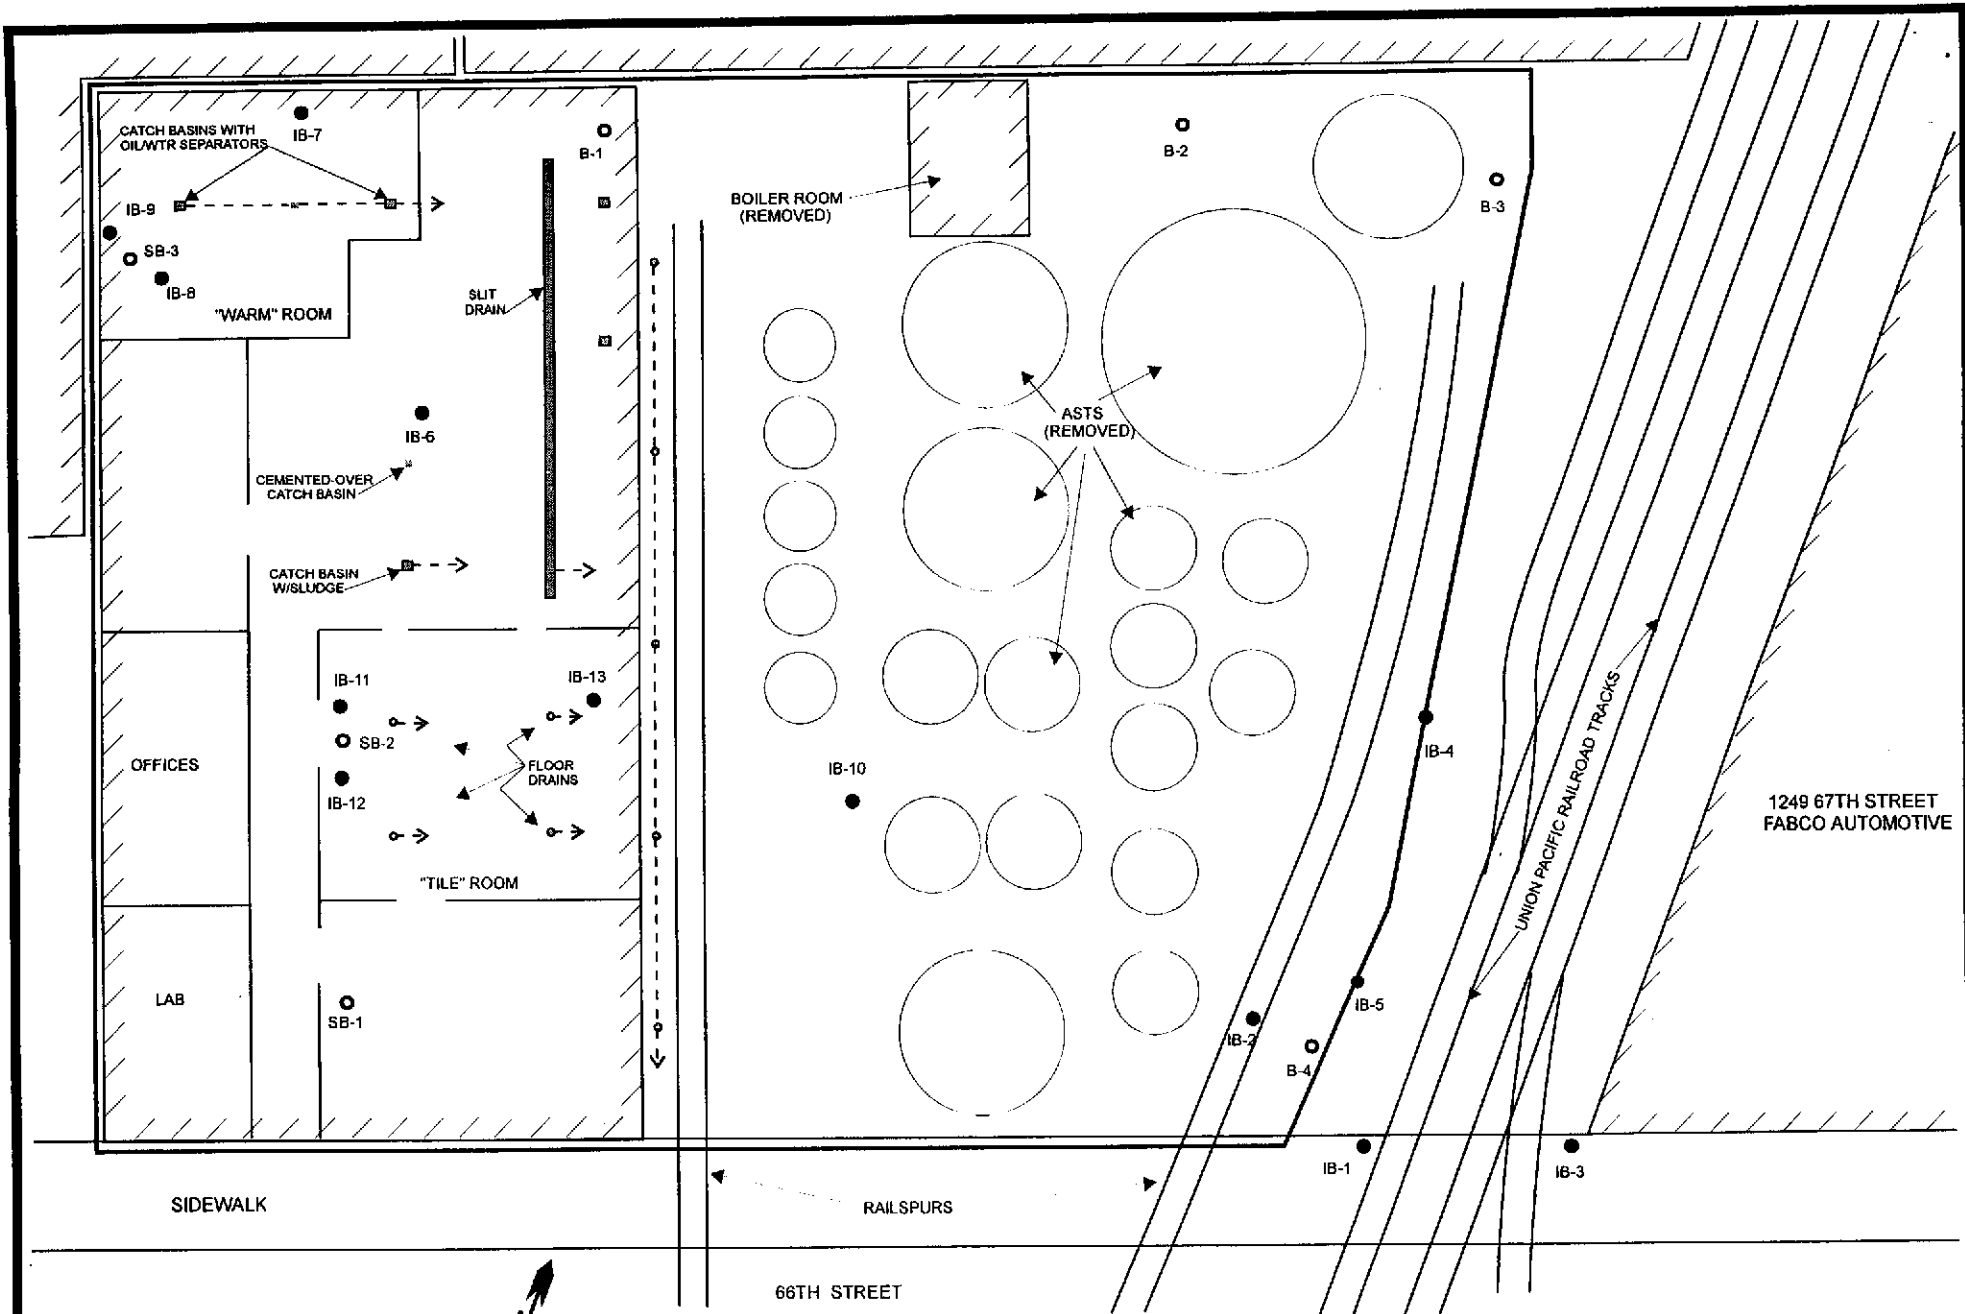 CATCH BASINS WITH
OIL/WTR SEPARATORS
IB-7
B-1
B-2
B-3
IB-9
SB-3
IB-8
"WARM" ROOM
SLIT
DRAIN
BOILER ROOM
(REMOVED)
ASTS
(REMOVED)
IB-6
CEMENTED-OVER
CATCH BASIN
CATCH BASIN
W/SLUDGE
IB-11
IB-13
SB-2
OFFICES
FLOOR
DRAINS
IB-12
IB-10
IB-4
UNION PACIFIC RAILROAD TRACKS
1249 67TH STREET
FABCO AUTOMOTIVE
"TILE" ROOM
LAB
SB-1
IB-5
IB-2
B-4
IB-1
IB-3
SIDEWALK
RAILSPURS
66TH STREET